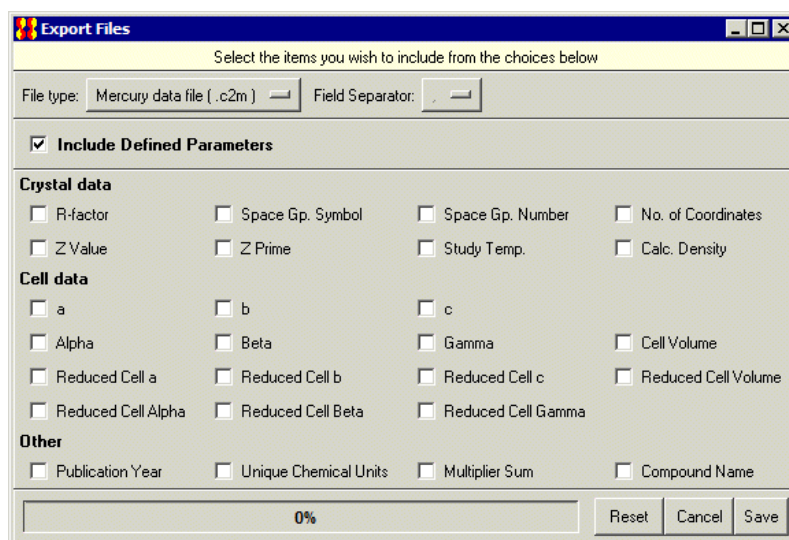 Export Files
Select the items you wish to include from the choices below
File type: Mercury data file ( .c2m ) Field Separator: ,
Include Defined Parameters
Crystal data
R-factor Space Gp. Symbol Space Gp. Number No. of Coordinates
Z Value Z Prime Study Temp. Calc. Density
Cell data
a b c
Alpha Beta Gamma Cell Volume
Reduced Cell a Reduced Cell b Reduced Cell c Reduced Cell Volume
Reduced Cell Alpha Reduced Cell Beta Reduced Cell Gamma
Other
Publication Year Unique Chemical Units Multiplier Sum Compound Name
0% Reset Cancel Save